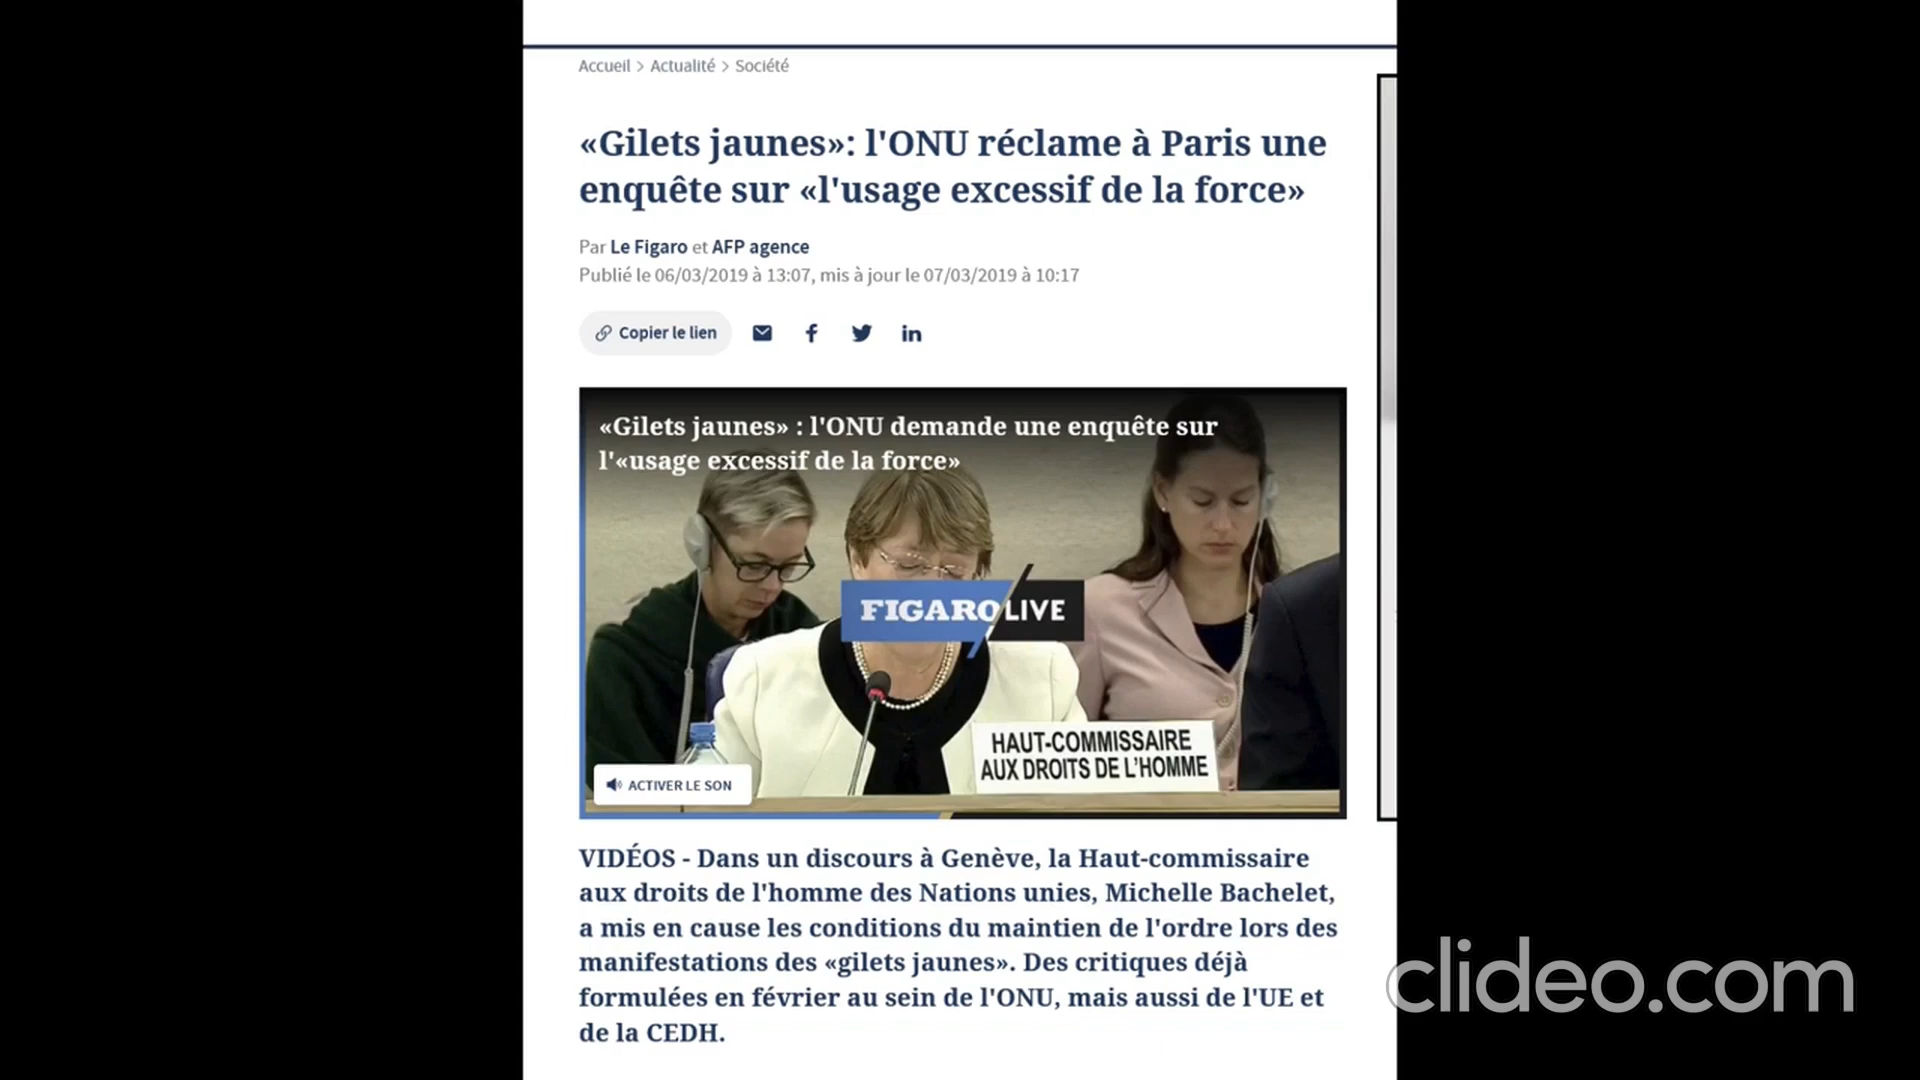 Accueil > Actualité > Société
«Gilets jaunes»: l'ONU réclame à Paris une
enquête sur «l'usage excessif de la force»
Par Le Figaro et AFP agence
Publié le 06/03/2019 à 13:07, mis à jour le 07/03/2019 à 10:17
Copier le lien
«Gilets jaunes» : l'ONU demande une enquête sur
l'«usage excessif de la force»
FIGARO LIVE
HAUT-COMMISSAIRE
AUX DROITS DE L'HOMME
ACTIVER LE SON
VIDÉOS - Dans un discours à Genève, la Haut-commissaire
aux droits de l'homme des Nations unies, Michelle Bachelet,
a mis en cause les conditions du maintien de l'ordre lors des
manifestations des «gilets jaunes». Des critiques déjà
formulées en février au sein de l'ONU, mais aussi de l'UE et
de la CEDH.
clideo.com